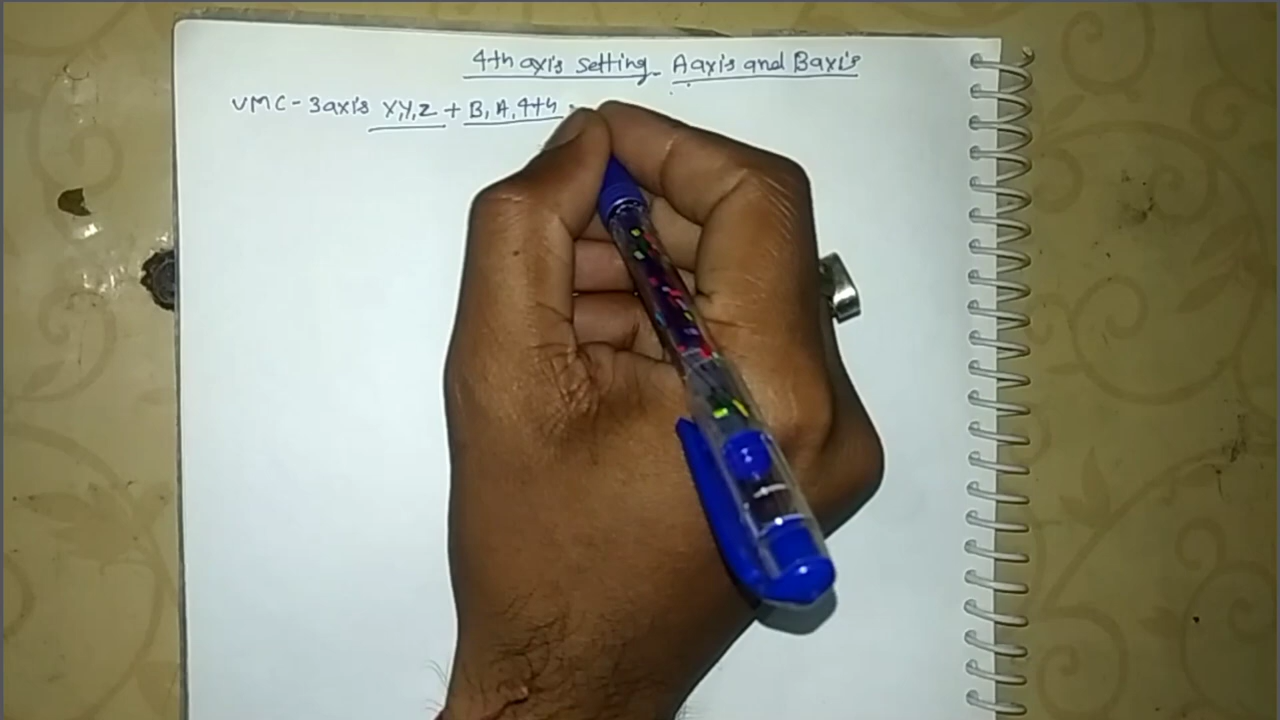 4th axis setting- A axis and B axis
VMC - 3 axis X,Y,Z + B, A, 4th